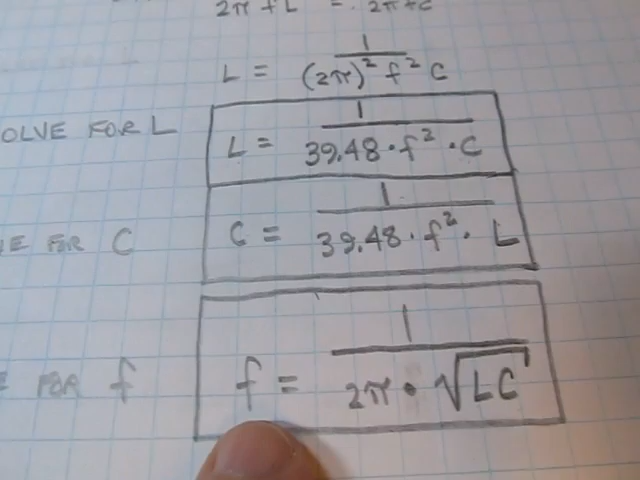 L = 1 / (2π)² f² C
OLVE FOR L L = 1 / 39.48 · f² · C
E FOR C C = 1 / 39.48 · f² · L
FOR f f = 1 / 2π · √LC